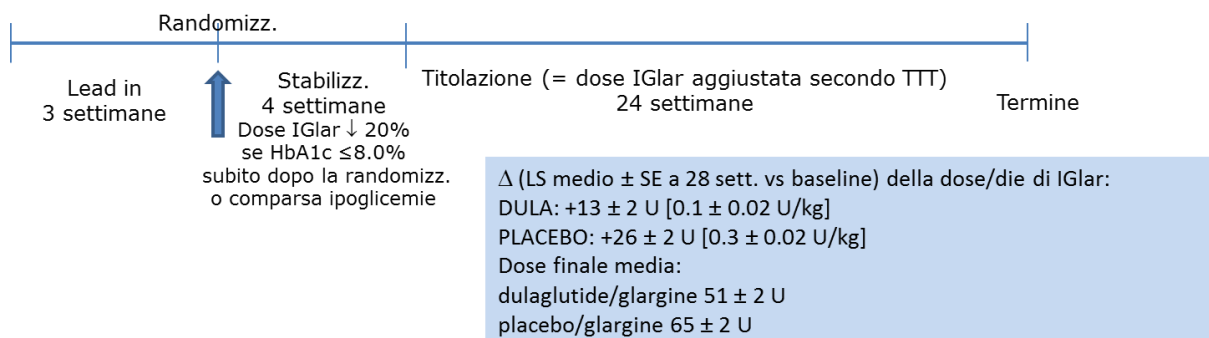 Randomizz.
Lead in
3 settimane
Stabilizz.
4 settimane
Dose IGlar ↓ 20%
se HbA1c ≤8.0%
subito dopo la randomizz.
o comparsa ipoglicemie
Titolazione (= dose IGlar aggiustata secondo TTT)
24 settimane
Termine
Δ (LS medio ± SE a 28 sett. vs baseline) della dose/die di IGlar:
DULA: +13 ± 2 U [0.1 ± 0.02 U/kg]
PLACEBO: +26 ± 2 U [0.3 ± 0.02 U/kg]
Dose finale media:
dulaglutide/glargine 51 ± 2 U
placebo/glargine 65 ± 2 U